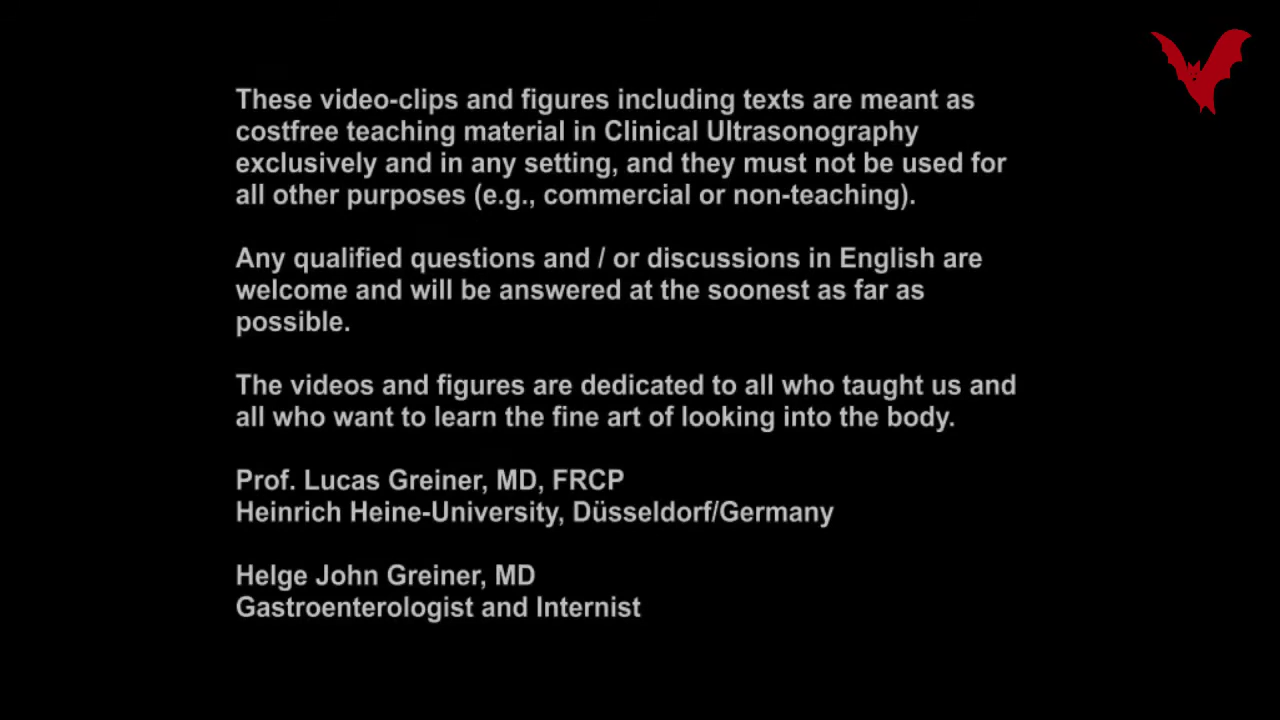 These video-clips and figures including texts are meant as
costfree teaching material in Clinical Ultrasonography
exclusively and in any setting, and they must not be used for
all other purposes (e.g., commercial or non-teaching).
Any qualified questions and / or discussions in English are
welcome and will be answered at the soonest as far as
possible.
The videos and figures are dedicated to all who taught us and
all who want to learn the fine art of looking into the body.
Prof. Lucas Greiner, MD, FRCP
Heinrich Heine-University, Düsseldorf/Germany
Helge John Greiner, MD
Gastroenterologist and Internist